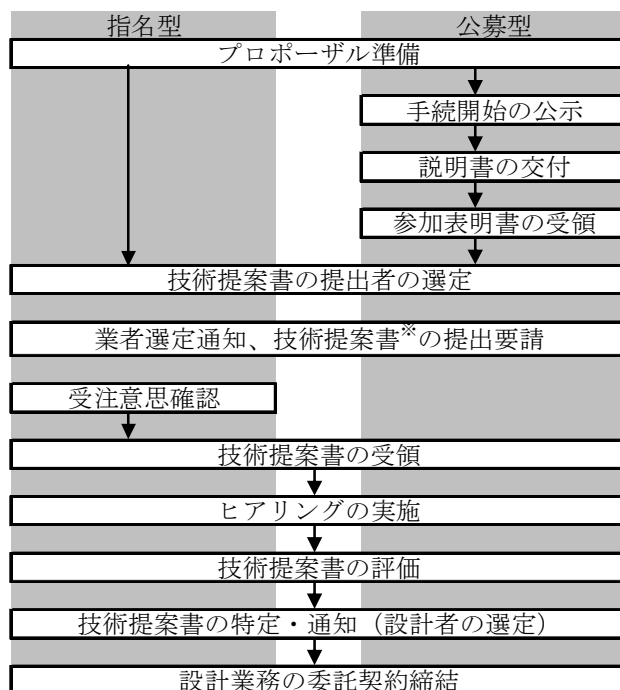 指名型 公募型
プロポーザル準備
手続開始の公示
説明書の交付
参加表明書の受領
技術提案書の提出者の選定
業者選定通知、技術提案書※の提出要請
受注意思確認
技術提案書の受領
ヒアリングの実施
技術提案書の評価
技術提案書の特定・通知（設計者の選定）
設計業務の委託契約締結